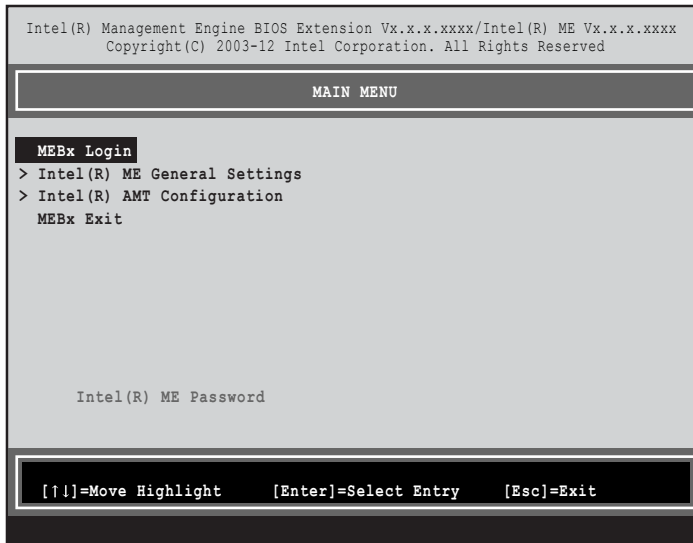 Intel(R) Management Engine BIOS Extension Vx.x.x.xxxx/Intel(R) ME Vx.x.x.xxxx
Copyright(C) 2003-12 Intel Corporation. All Rights Reserved
MAIN MENU
MEBx Login
> Intel(R) ME General Settings
> Intel(R) AMT Configuration
MEBx Exit
Intel(R) ME Password
[↑↓]=Move Highlight [Enter]=Select Entry [Esc]=Exit